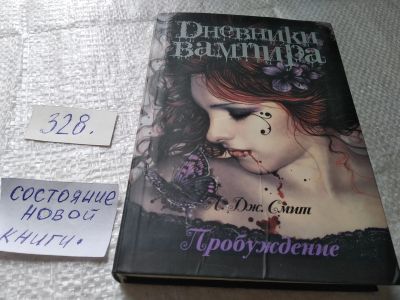 Дневники
вампира
Л. Дж. Смит
Пробуждение
328.
состояние
новой
книги.